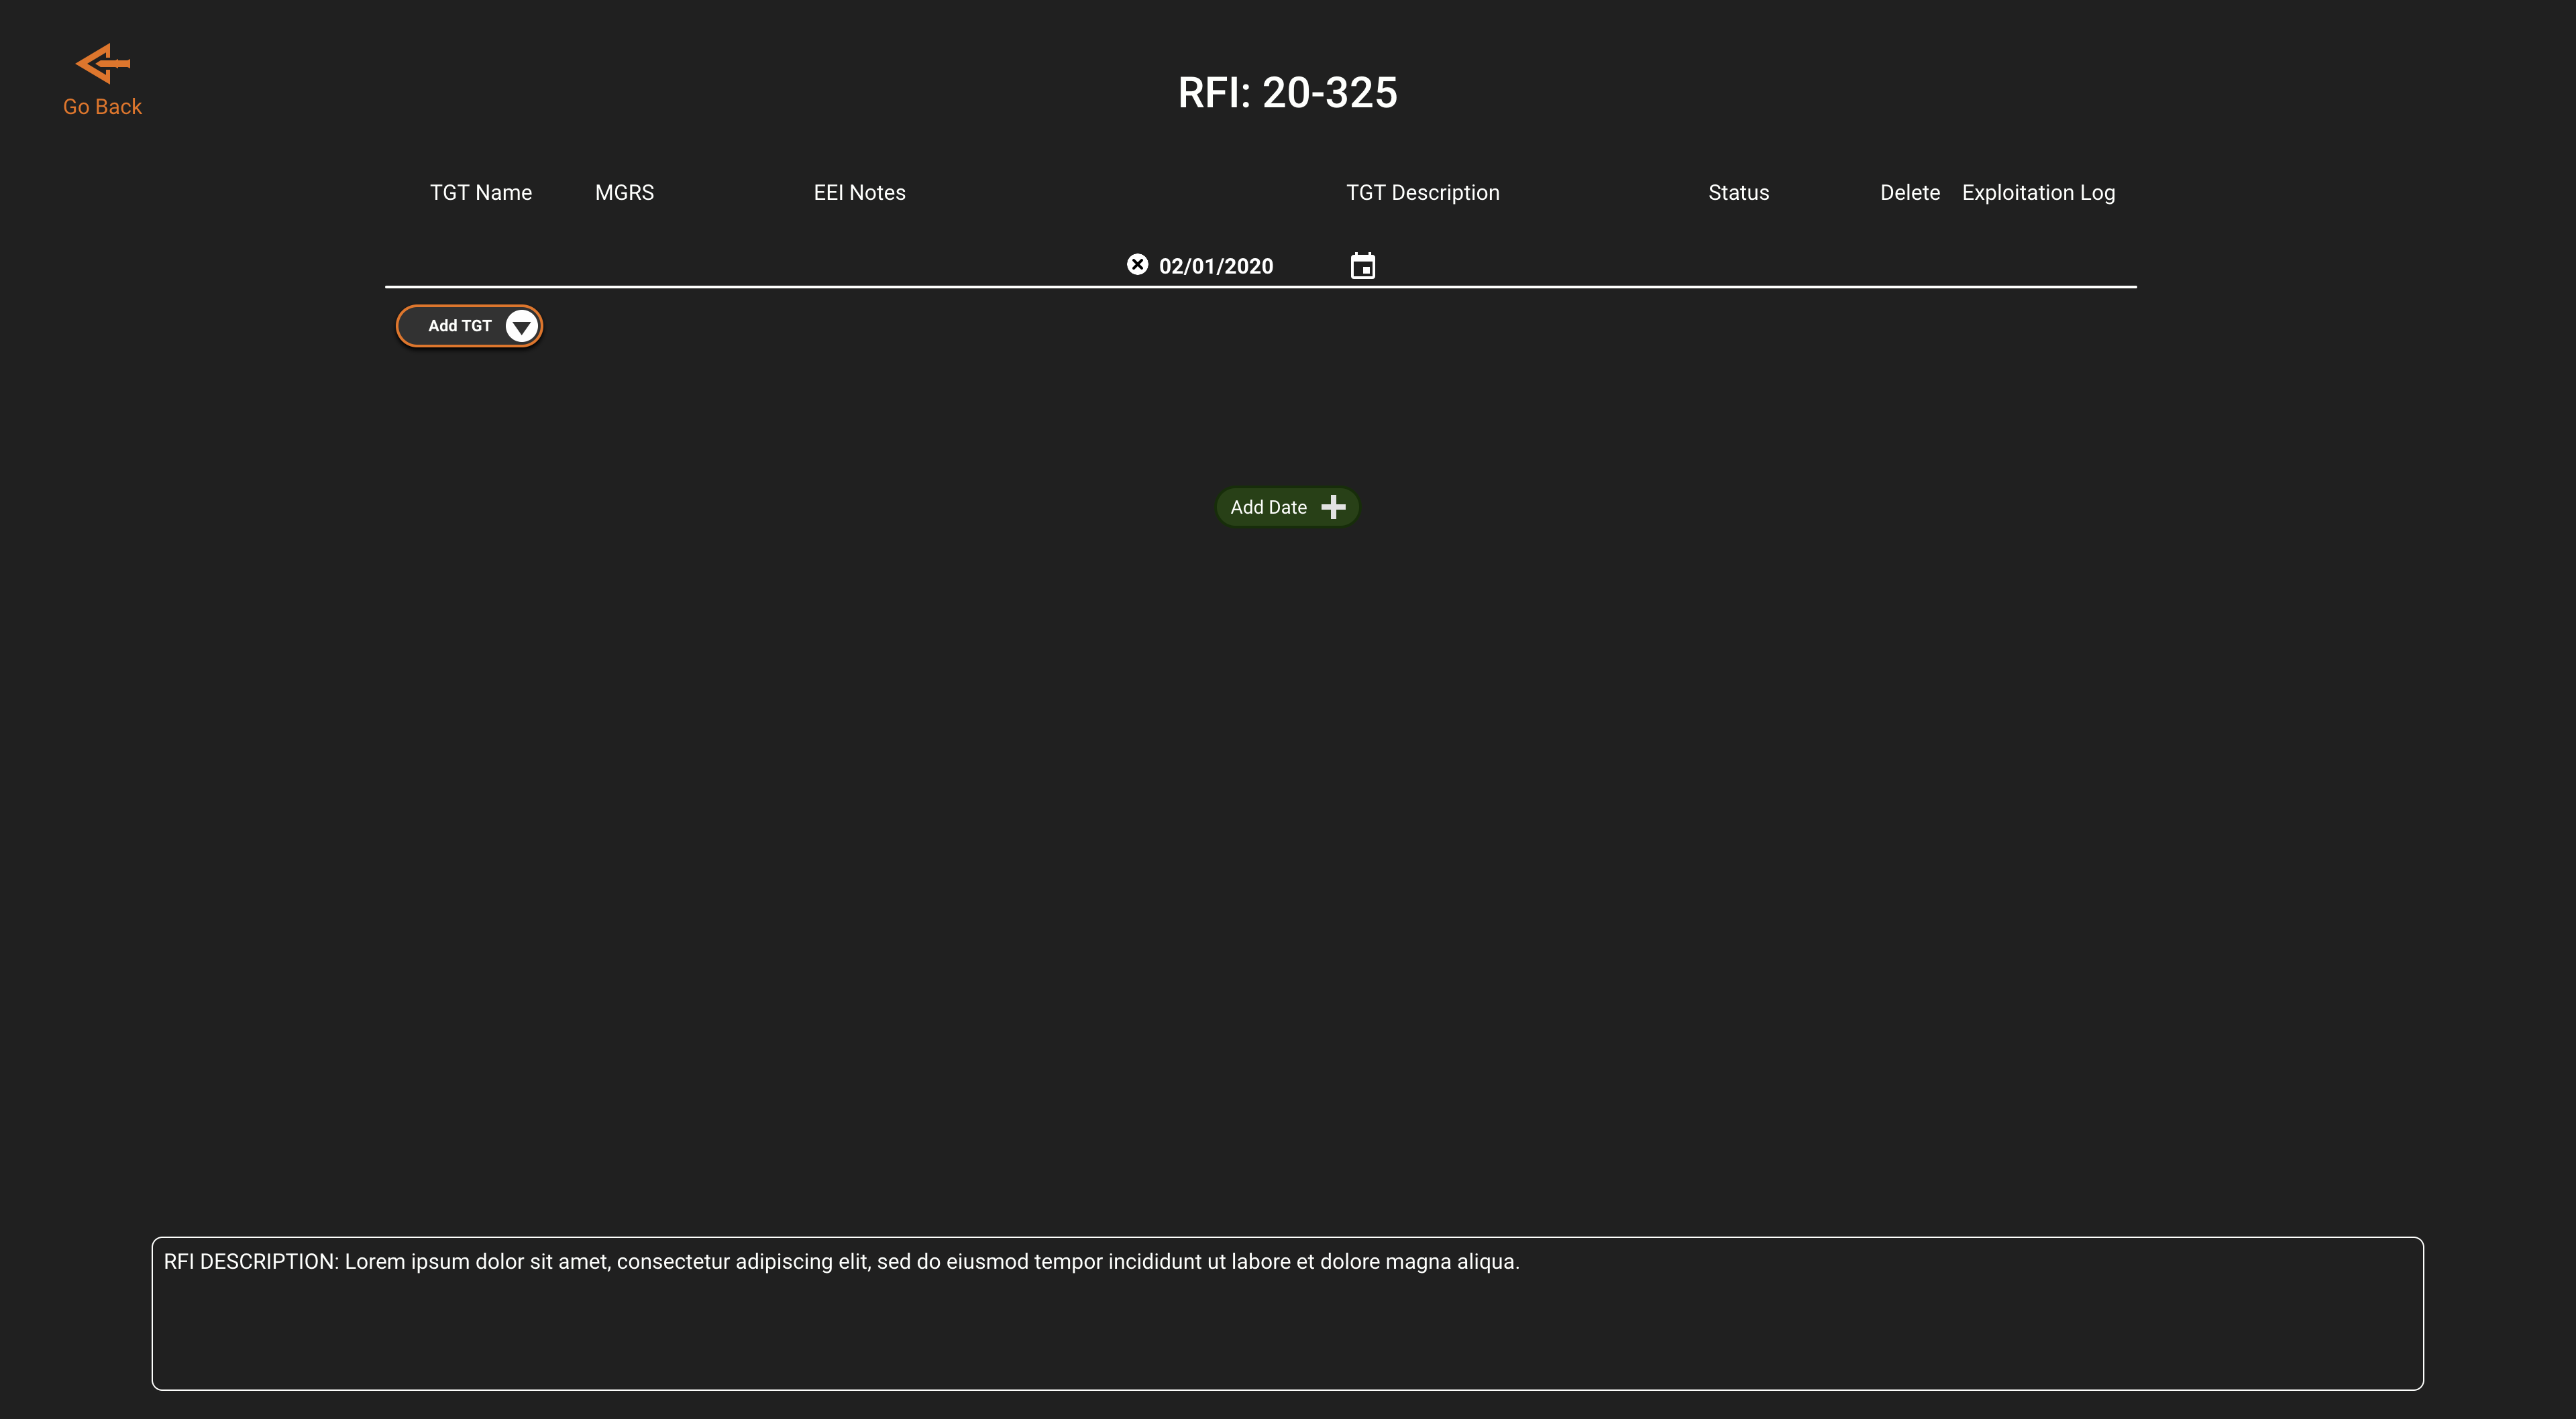 Go Back
RFI: 20-325
TGT Name MGRS EEI Notes TGT Description Status Delete Exploitation Log
02/01/2020
Add TGT
Add Date
RFI DESCRIPTION: Lorem ipsum dolor sit amet, consectetur adipiscing elit, sed do eiusmod tempor incididunt ut labore et dolore magna aliqua.